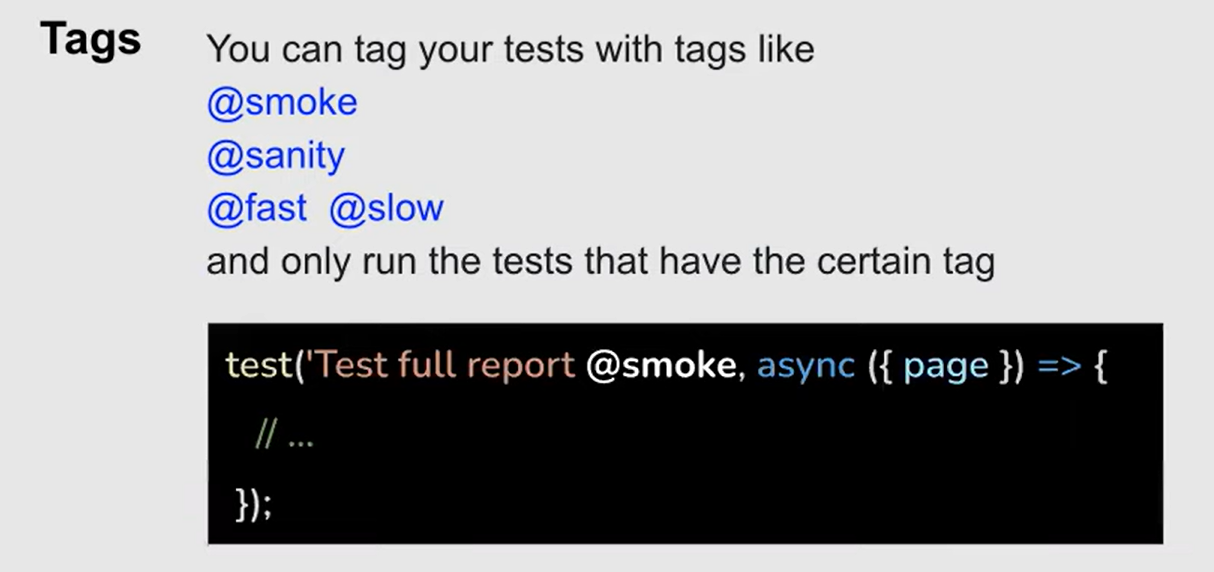 Tags
You can tag your tests with tags like
@smoke
@sanity
@fast @slow
and only run the tests that have the certain tag
test('Test full report @smoke, async ({ page }) => {
// ...
});